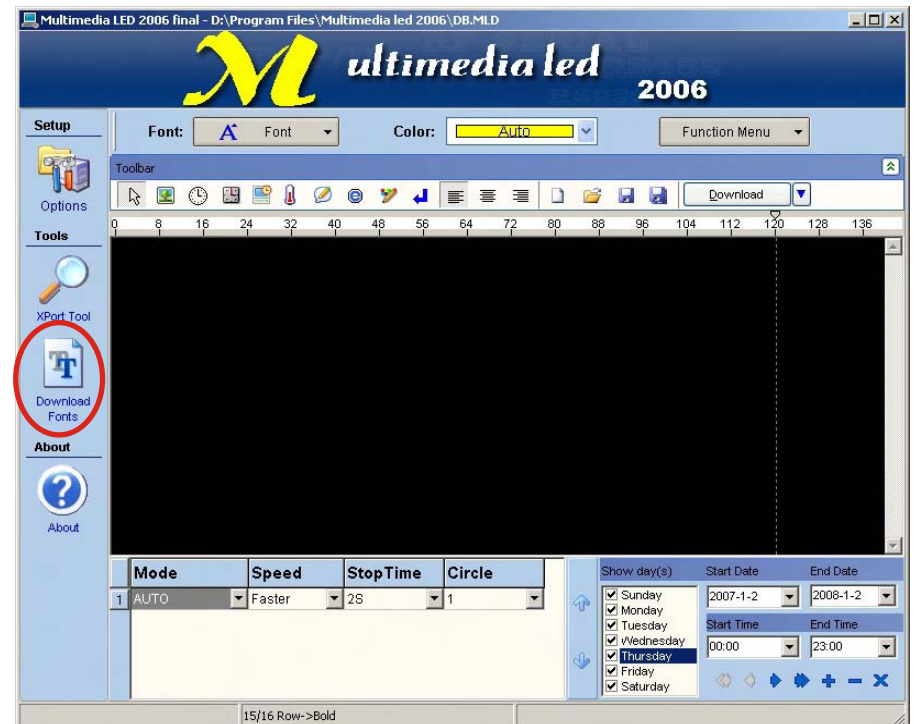 Multimedia LED 2006 final - D:\Program Files\Multimedia led 2006\DB.MLD
Multimedia led
2006
Setup
Font: A Font
Color: Auto
Function Menu
Toolbar
Options
Download
0 8 16 24 32 40 48 56 64 72 80 88 96 104 112 120 128 136
Tools
XPort Tool
Download
Fonts
About
About
Mode Speed StopTime Circle
1 AUTO Faster 2S 1
Show day(s) Start Date End Date
Sunday 2007-1-2 2008-1-2
Monday
Tuesday Start Time End Time
Wednesday 00:00 23:00
Thursday
Friday
Saturday
15/16 Row->Bold